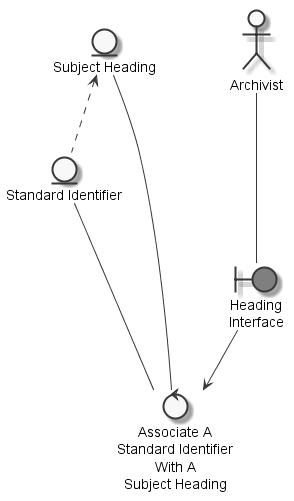 Subject Heading
Archivist
Standard Identifier
Heading
Interface
Associate A
Standard Identifier
With A
Subject Heading